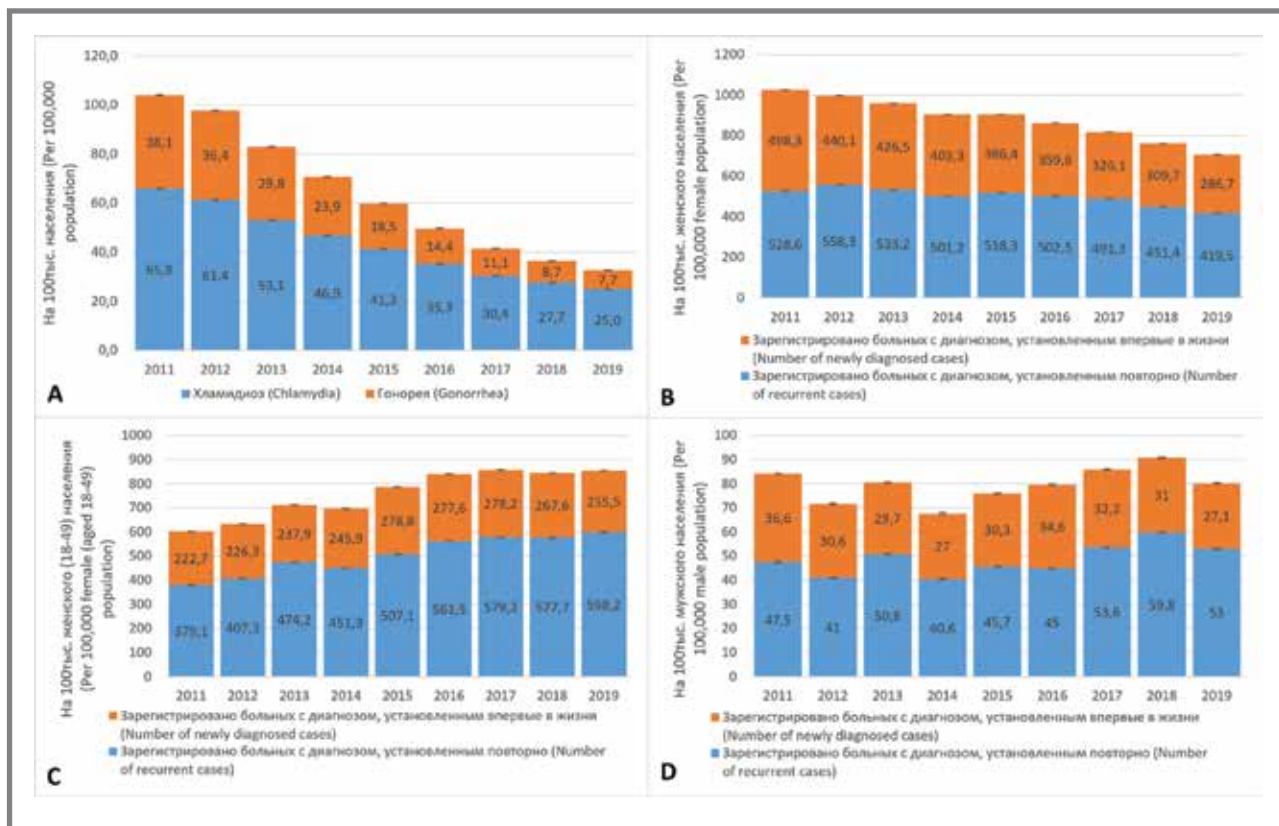 На 100тыс. населения (Per 100,000
population)
120,0
100,0
80,0
60,0
40,0
20,0
0,0
38,1 36,4 29,8 23,9 18,5 14,4 11,1 8,7 7,7
61,4 53,1 41,3 35,3 30,4 27,7 25,0
2011 2012 2013 2014 2015 2016 2017 2018 2019
Хламидиоз (Chlamydia) Гонорея (Gonorrhea)
A
На 100тыс. женского населения (Per
100,000 female population)
1200
1000
800
600
400
200
0
498,3 440,1 426,5 403,3 386,4 359,8 326,1 309,7 286,7
528,6 558,3 533,2 501,2 518,3 502,5 491,3 451,4 419,5
2011 2012 2013 2014 2015 2016 2017 2018 2019
Зарегистрировано больных с диагнозом, установленным впервые в жизни
(Number of newly diagnosed cases)
Зарегистрировано больных с диагнозом, установленным повторно (Number
of recurrent cases)
B
На 100тыс. женского (18-49) населения
(Per 100,000 female (aged 18-49)
population)
1000
900
800
700
600
500
400
300
200
100
0
222,7 226,3 237,9 245,9 278,8 277,6 278,2 267,6 255,5
379,1 407,3 474,2 451,3 507,1 561,5 579,3 577,7 598,2
2011 2012 2013 2014 2015 2016 2017 2018 2019
Зарегистрировано больных с диагнозом, установленным впервые в жизни
(Number of newly diagnosed cases)
Зарегистрировано больных с диагнозом, установленным повторно (Number
of recurrent cases)
C
На 100тыс. мужского населения (Per
100,000 male population)
100
90
80
70
60
50
40
30
20
10
0
36,6 30,6 29,7 27 30,3 34,6 32,2 31 27,1
47,5 41 50,8 40,6 45,7 45 53,6 59,8 53
2011 2012 2013 2014 2015 2016 2017 2018 2019
Зарегистрировано больных с диагнозом, установленным впервые в жизни
(Number of newly diagnosed cases)
Зарегистрировано больных с диагнозом, установленным повторно (Number
of recurrent cases)
D